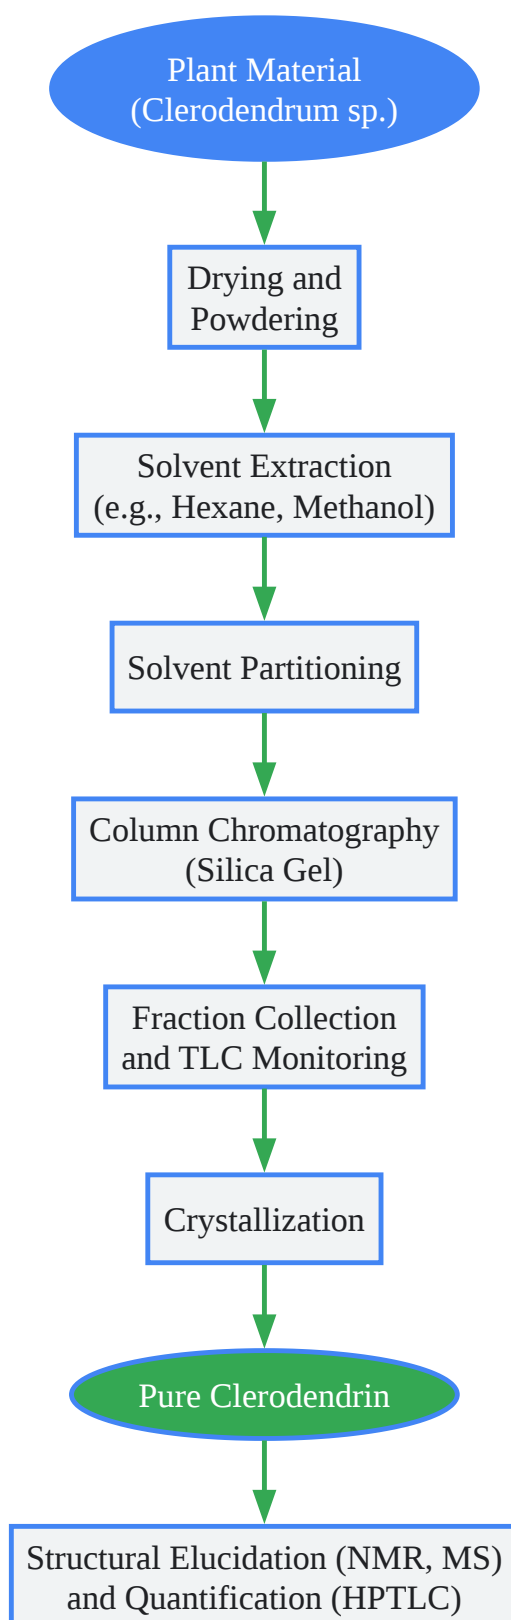 Plant Material
(Clerodendrum sp.)
Drying and
Powdering
Solvent Extraction
(e.g., Hexane, Methanol)
Solvent Partitioning
Column Chromatography
(Silica Gel)
Fraction Collection
and TLC Monitoring
Crystallization
Pure Clerodendrin
Structural Elucidation (NMR, MS)
and Quantification (HPTLC)